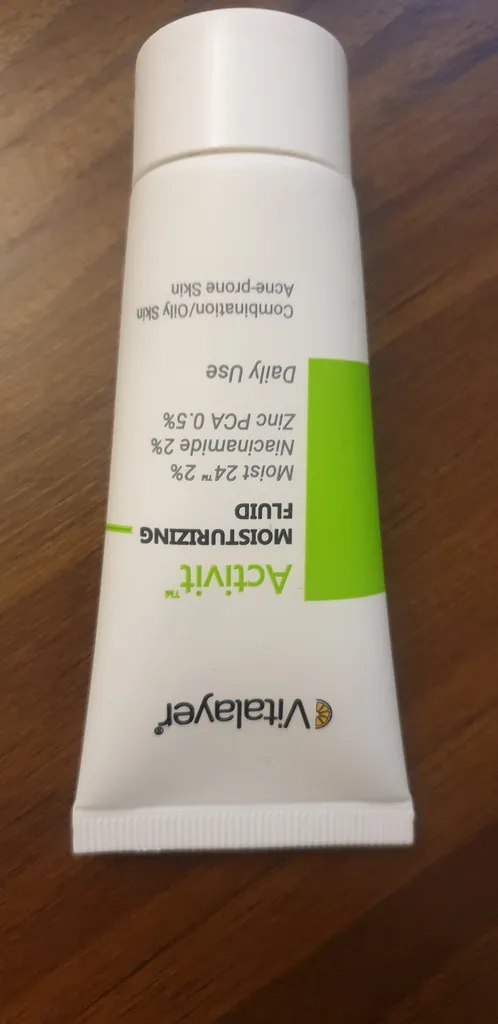 Vitalayer®
Activit™
MOISTURIZING
FLUID
Moist 24™ 2%
Niacinamide 2%
Zinc PCA 0.5%
Daily Use
Combination/Oily Skin
Acne-prone Skin